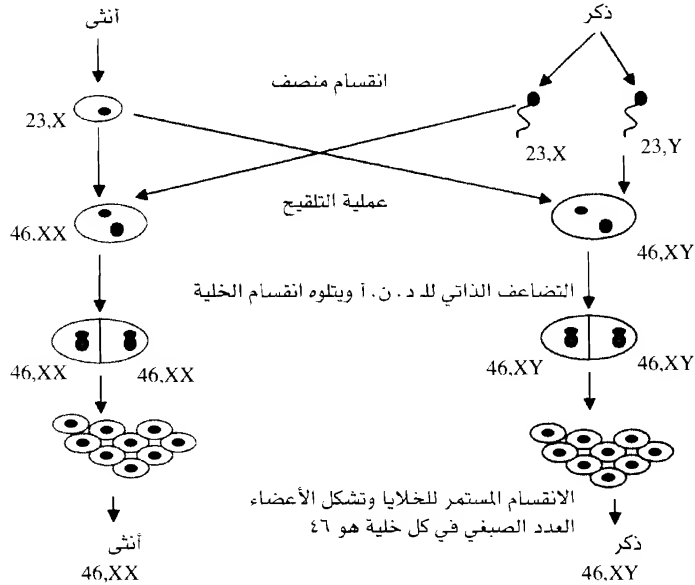 أنثى
ذكر
انقسام منصف
23,X
23,X
23,Y
عملية التلقيح
46.XX
46,XY
التضاعف الذاتي للـ د. ن. آ ويتلوه انقسام الخلية
46,XX
46,XX
46,XY
46,XY
الانقسام المستمر للخلايا وتشكل الأعضاء
العدد الصبغي في كل خلية هو ٤٦
أنثى
46,XX
ذكر
46,XY